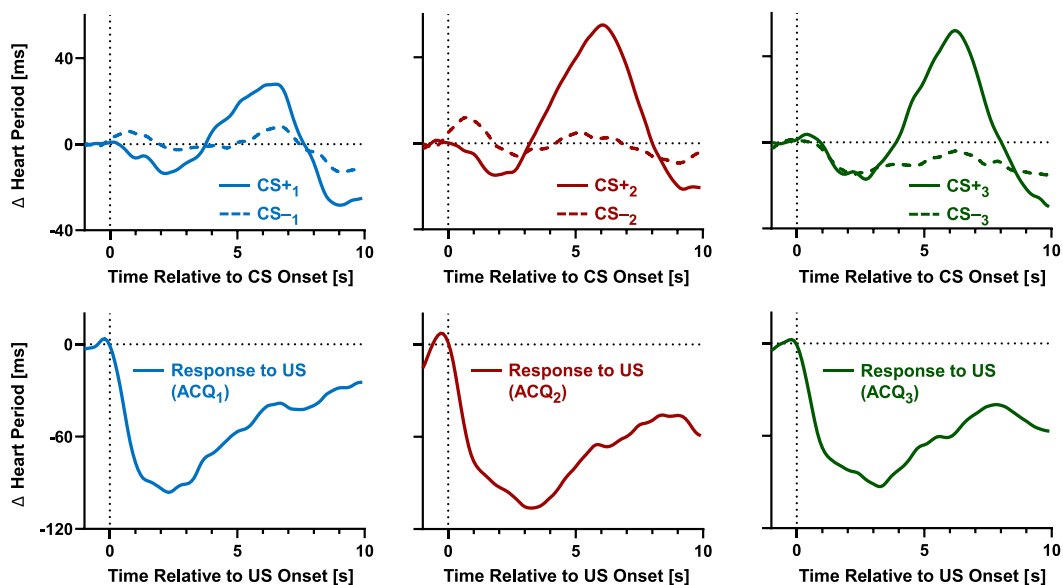 Δ Heart Period [ms]
40
0
-40
CS+₁
CS–₁
0 5 10
Time Relative to CS Onset [s]
CS+₂
CS–₂
0 5 10
Time Relative to CS Onset [s]
CS+₃
CS–₃
0 5 10
Time Relative to CS Onset [s]
Δ Heart Period [ms]
0
-60
-120
Response to US
(ACQ₁)
0 5 10
Time Relative to US Onset [s]
Response to US
(ACQ₂)
0 5 10
Time Relative to US Onset [s]
Response to US
(ACQ₃)
0 5 10
Time Relative to US Onset [s]